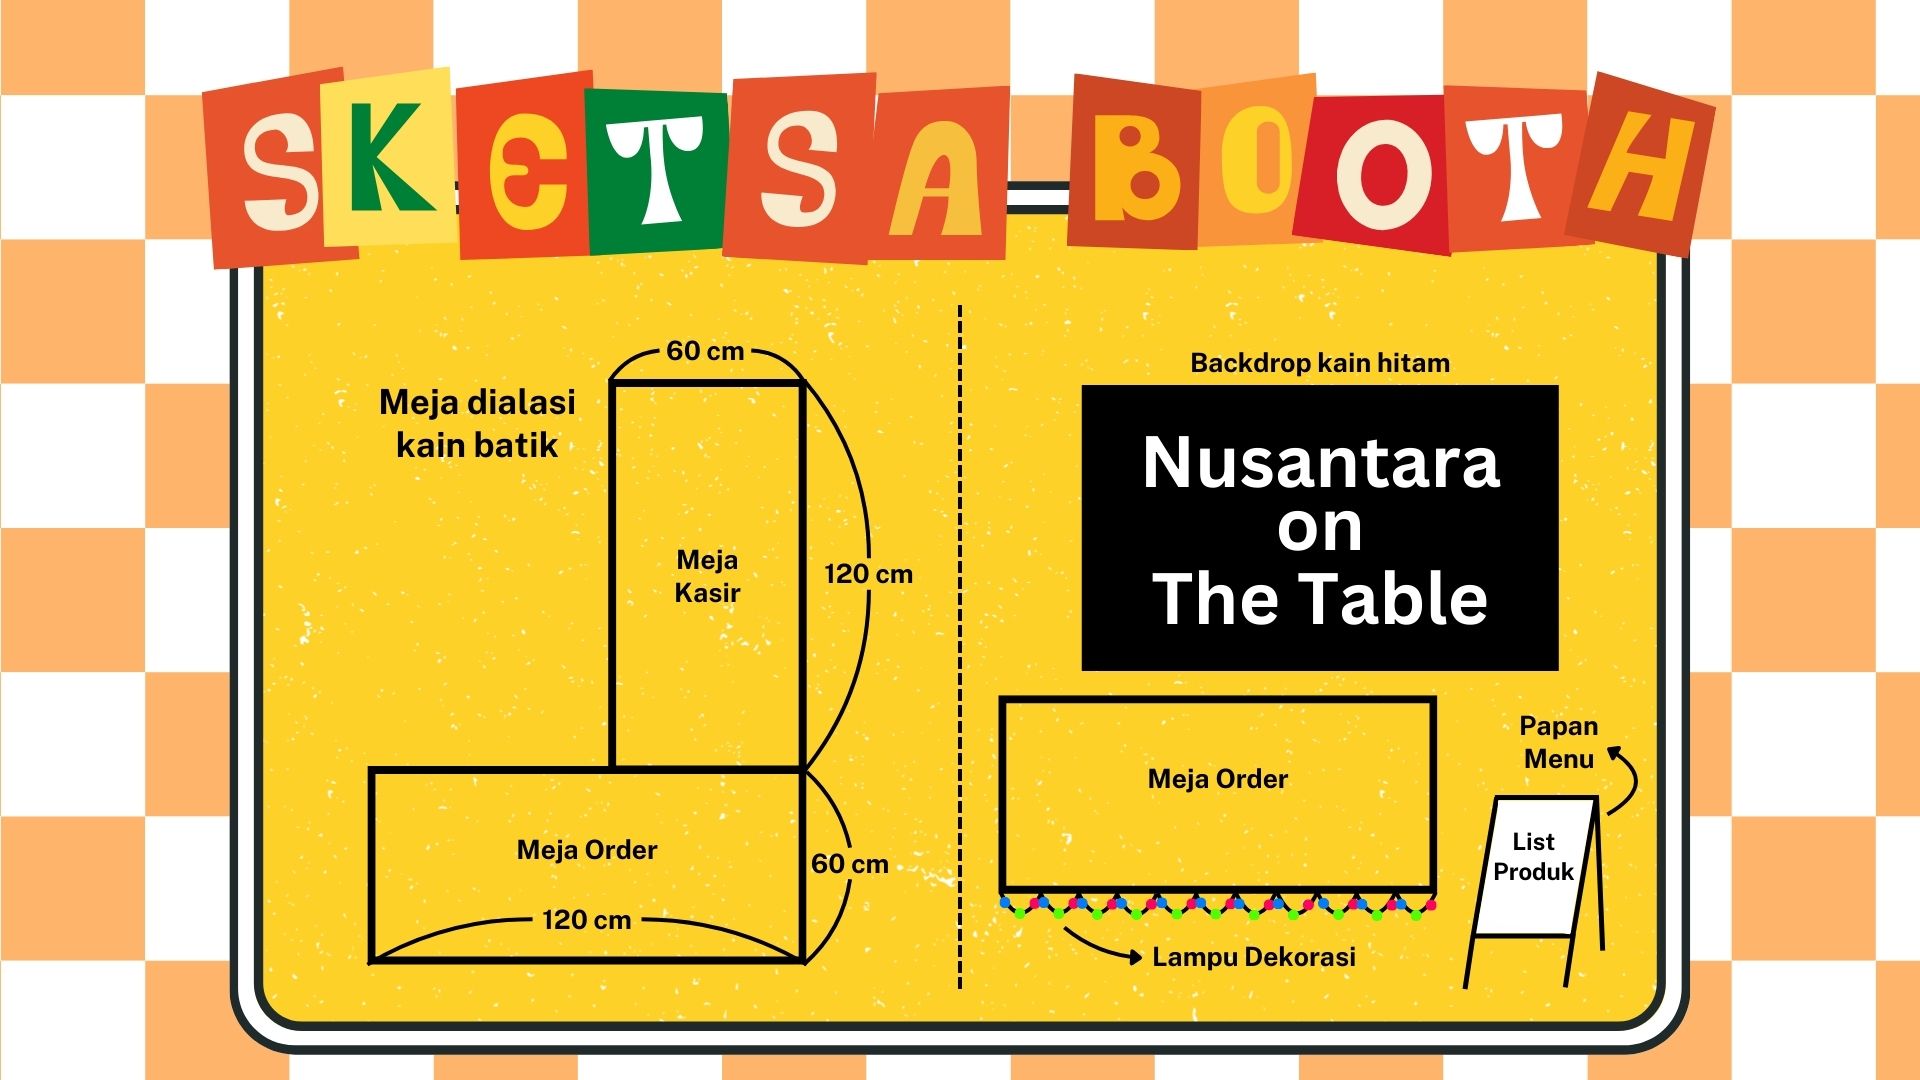 SKETSA BOOTH
60 cm
Meja dialasi
kain batik
Meja
Kasir
120 cm
Meja Order
60 cm
120 cm
Backdrop kain hitam
Nusantara
on
The Table
Meja Order
Papan
Menu
List
Produk
Lampu Dekorasi